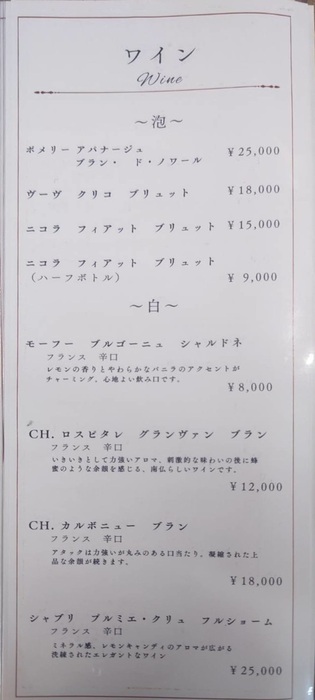 ワイン
Wine
～泡～
ポメリー アパナージュ
ブラン・ ド・ノワール ¥25,000
ヴーヴ クリコ ブリュット ¥18,000
ニコラ フィアット ブリュット ¥15,000
ニコラ フィアット ブリュット
（ハーフボトル） ¥ 9,000
～白～
モーフー ブルゴーニュ シャルドネ
フランス 辛口
レモンの香りとやわらかなバニラのアクセントが
チャーミング、心地よい飲み口です。
¥8,000
CH. ロスピタレ グランヴァン ブラン
フランス 辛口
いきいきとして力強いアロマ、刺激的な味わいの後に蜂
蜜のような余韻を感じる、南仏らしいワインです。
¥12,000
CH. カルボニュー ブラン
フランス 辛口
アタックは力強いが丸みのある口当たり、凝縮された上
品な余韻が続きます。
¥18,000
シャブリ プルミエ・クリュ フルショーム
フランス 辛口
ミネラル感、レモンキャンディのアロマが広がる
洗練されたエレガントなワイン
¥25,000